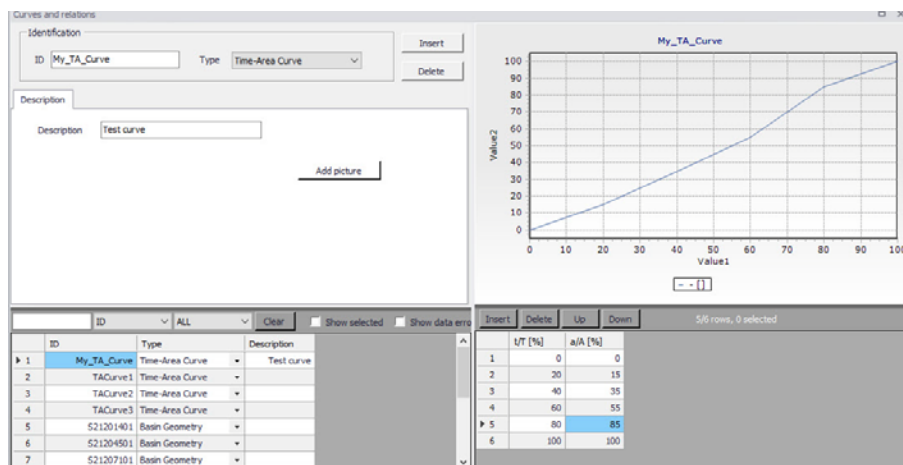 Curves and relations
Identification
ID My_TA_Curve Type Time-Area Curve
Insert
Delete
Description
Description Test curve
Add picture
My_TA_Curve
Value2
100
90
80
70
60
50
40
30
20
10
0
0 10 20 30 40 50 60 70 80 90 100
Value1
- - []
ID ALL Clear Show selected Show data erro
ID Type Description
1 My_TA_Curve Time-Area Curve Test curve
2 TACurve1 Time-Area Curve
3 TACurve2 Time-Area Curve
4 TACurve3 Time-Area Curve
5 S21201401 Basin Geometry
6 S21204501 Basin Geometry
7 S21207101 Basin Geometry
Insert Delete Up Down 5/6 rows, 0 selected
t/T [%] a/A [%]
1 0 0
2 20 15
3 40 35
4 60 55
5 80 85
6 100 100